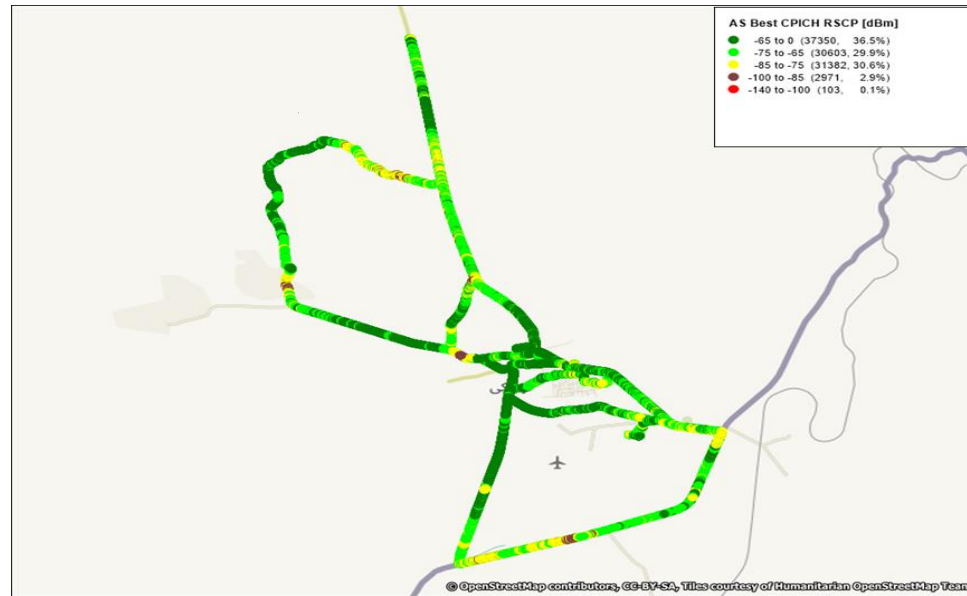 AS Best CPICH RSCP [dBm]
-65 to 0 (37350, 36.5%)
-75 to -65 (30603, 29.9%)
-85 to -75 (31382, 30.6%)
-100 to -85 (2971, 2.9%)
-140 to -100 (103, 0.1%)
© OpenStreetMap contributors, CC-BY-SA, Tiles courtesy of Humanitarian OpenStreetMap Team